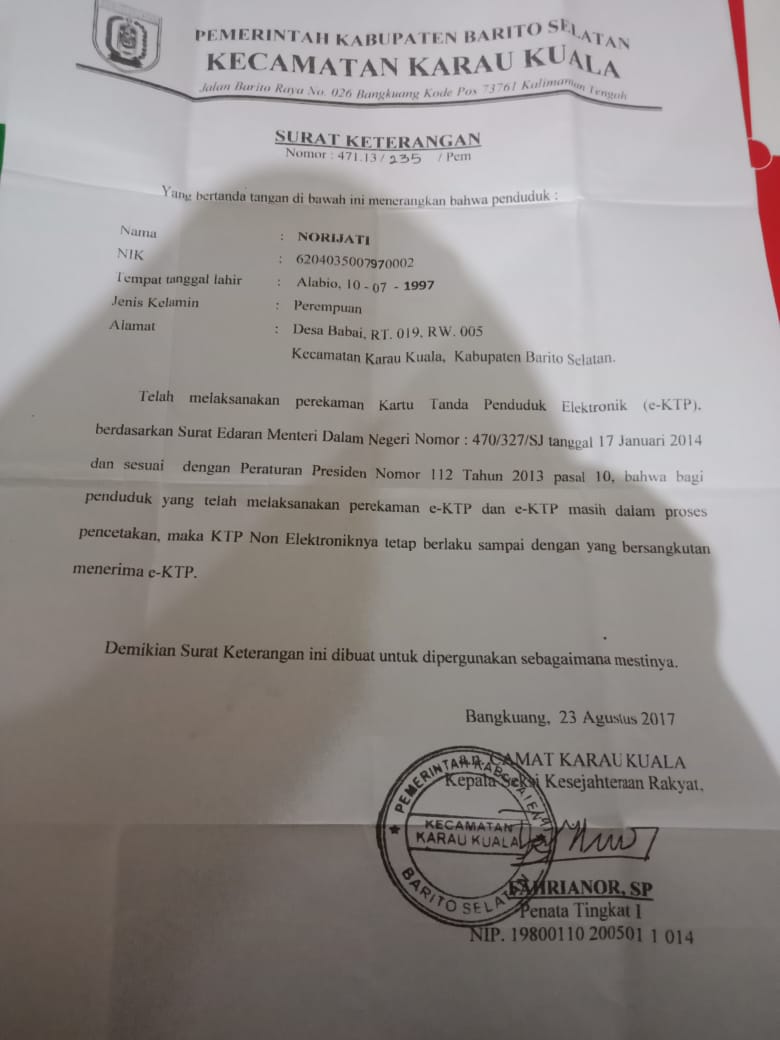 PEMERINTAH KABUPATEN BARITO SELATAN
KECAMATAN KARAU KUALA
Jalan Barito Raya No. 026 Bangkuang Kode Pos 73761 Kalimantan Tengah
SURAT KETERANGAN
Nomor : 471.13 / 235 / Pem
Yang bertanda tangan di bawah ini menerangkan bahwa penduduk :
Nama : NORIJATI
NIK : 6204035007970002
Tempat tanggal lahir : Alabio, 10 - 07 - 1997
Jenis Kelamin : Perempuan
Alamat : Desa Babai, RT. 019, RW. 005
Kecamatan Karau Kuala, Kabupaten Barito Selatan.
Telah melaksanakan perekaman Kartu Tanda Penduduk Elektronik (e-KTP),
berdasarkan Surat Edaran Menteri Dalam Negeri Nomor : 470/327/SJ tanggal 17 Januari 2014
dan sesuai dengan Peraturan Presiden Nomor 112 Tahun 2013 pasal 10, bahwa bagi
penduduk yang telah melaksanakan perekaman e-KTP dan e-KTP masih dalam proses
pencetakan, maka KTP Non Elektroniknya tetap berlaku sampai dengan yang bersangkutan
menerima e-KTP.
Demikian Surat Keterangan ini dibuat untuk dipergunakan sebagaimana mestinya.
Bangkuang, 23 Agustus 2017
CAMAT KARAU KUALA
Kepala Seksi Kesejahteraan Rakyat,
PEMERINTAH KABUPATEN
KECAMATAN
KARAU KUALA
BARITO SELATAN
FAHRIANOR, SP
Penata Tingkat I
NIP. 19800110 200501 1 014